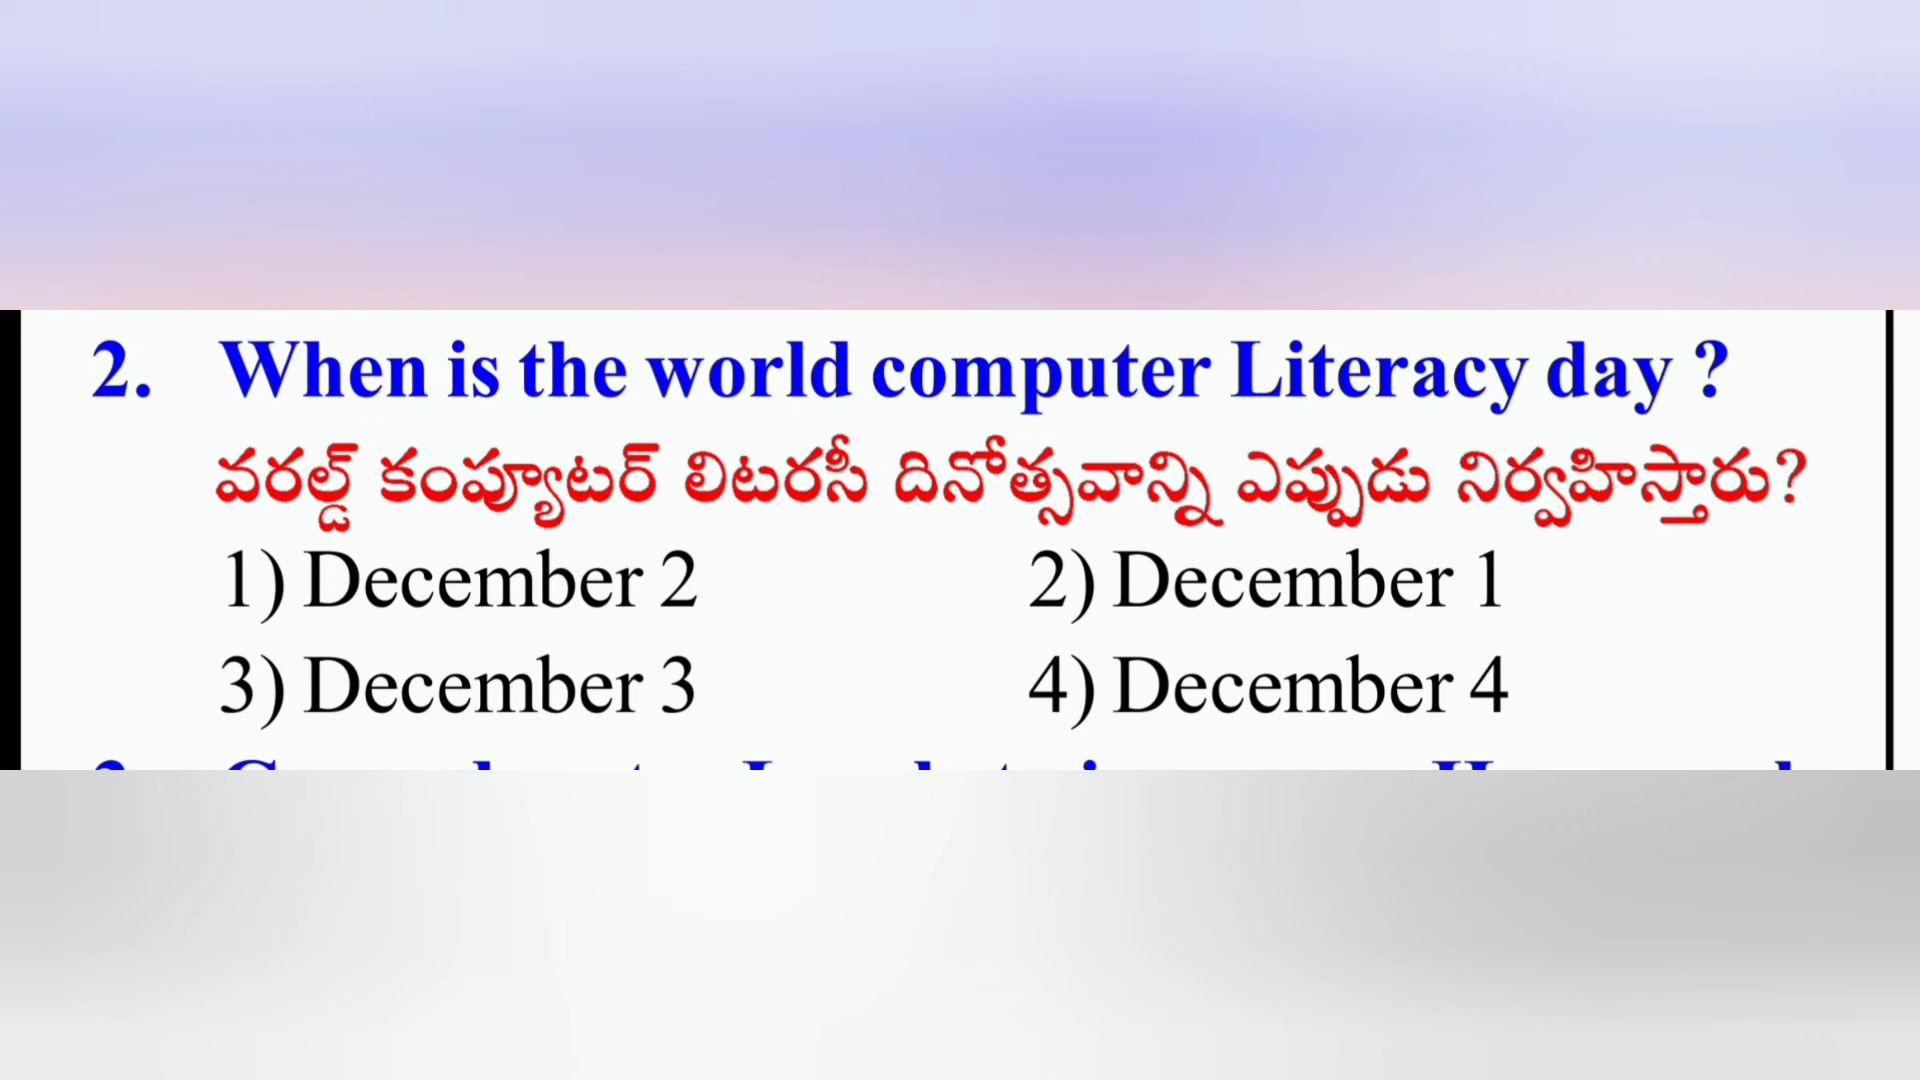 2. When is the world computer Literacy day ?
వరల్డ్ కంప్యూటర్ లిటరసీ దినోత్సవాన్ని ఎప్పుడు నిర్వహిస్తారు?
1) December 2 2) December 1
3) December 3 4) December 4